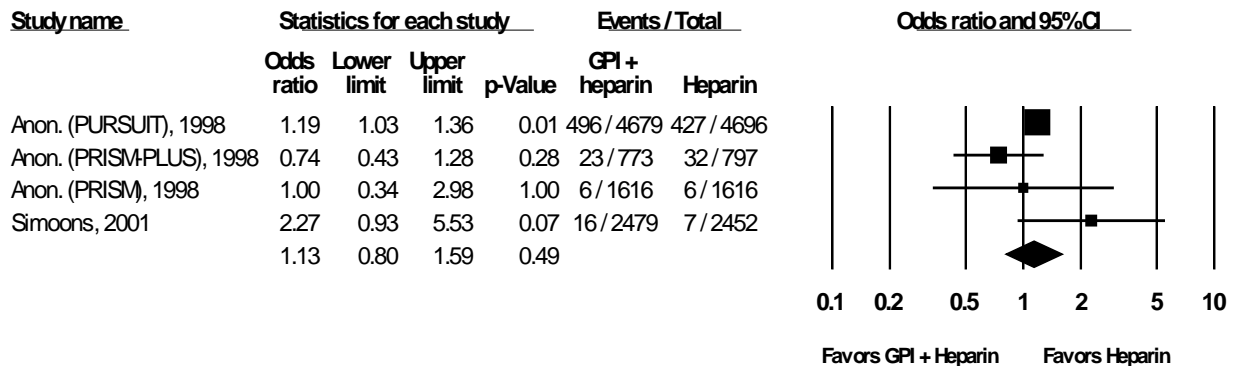 Study name Statistics for each study Events / Total Odds ratio and 95% CI
Odds ratio Lower limit Upper limit p-Value GPI + heparin Heparin
Anon. (PURSUIT), 1998 1.19 1.03 1.36 0.01 496 / 4679 427 / 4696
Anon. (PRISM-PLUS), 1998 0.74 0.43 1.28 0.28 23 / 773 32 / 797
Anon. (PRISM), 1998 1.00 0.34 2.98 1.00 6 / 1616 6 / 1616
Simoons, 2001 2.27 0.93 5.53 0.07 16 / 2479 7 / 2452
1.13 0.80 1.59 0.49
0.1 0.2 0.5 1 2 5 10
Favors GPI + Heparin Favors Heparin